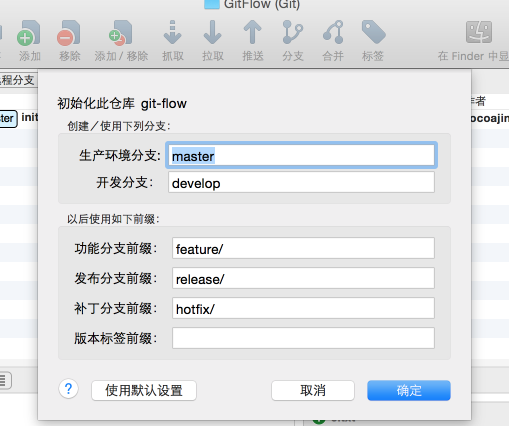 GitFlow (Git)
添加 移除 添加 / 移除 抓取 拉取 推送 分支 合并 标签 在 Finder 中显
程分支
初始化此仓库 git-flow
创建／使用下列分支：
生产环境分支: master
开发分支: develop
以后使用如下前缀：
功能分支前缀: feature/
发布分支前缀: release/
补丁分支前缀: hotfix/
版本标签前缀:
? 使用默认设置 取消 确定